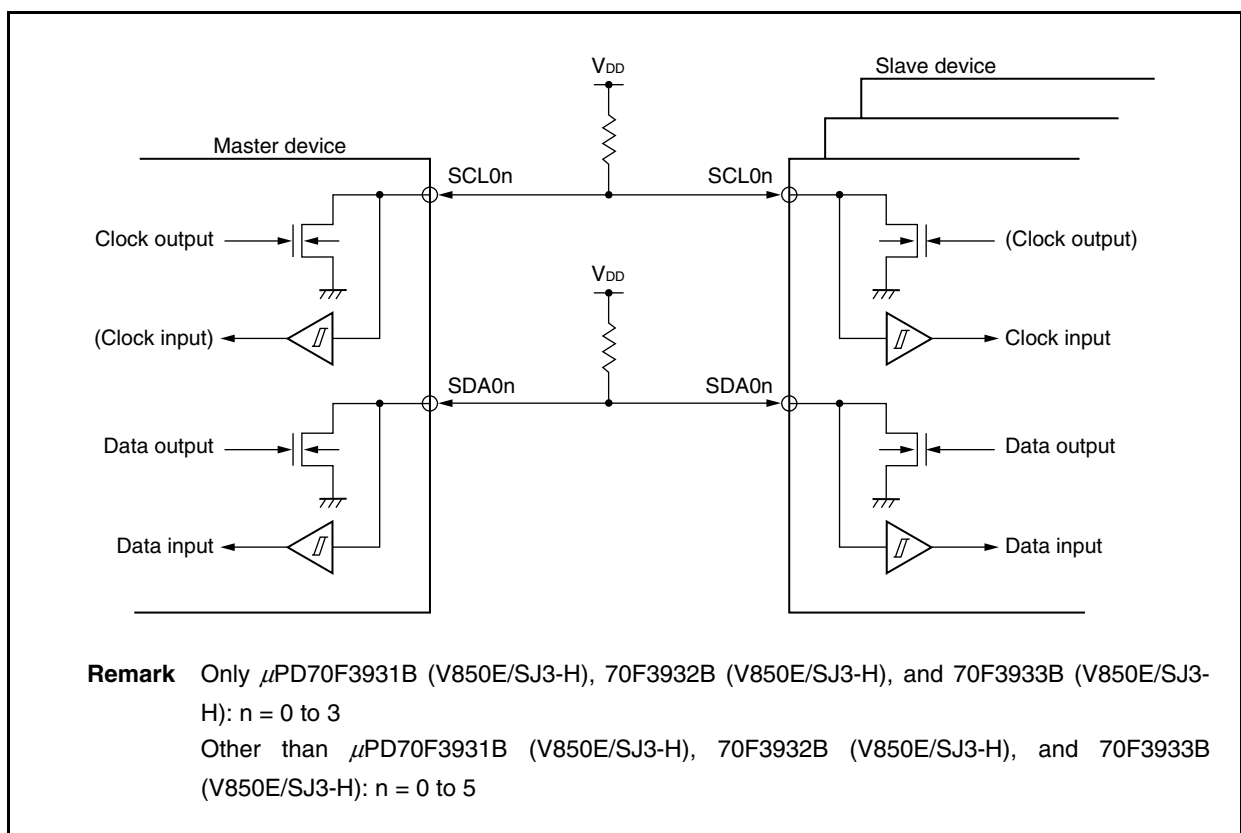 VDD
Slave device
Master device
SCL0n
SCL0n
Clock output
(Clock output)
VDD
(Clock input)
Clock input
SDA0n
SDA0n
Data output
Data output
Data input
Data input
Remark Only μPD70F3931B (V850E/SJ3-H), 70F3932B (V850E/SJ3-H), and 70F3933B (V850E/SJ3-
H): n = 0 to 3
Other than μPD70F3931B (V850E/SJ3-H), 70F3932B (V850E/SJ3-H), and 70F3933B
(V850E/SJ3-H): n = 0 to 5